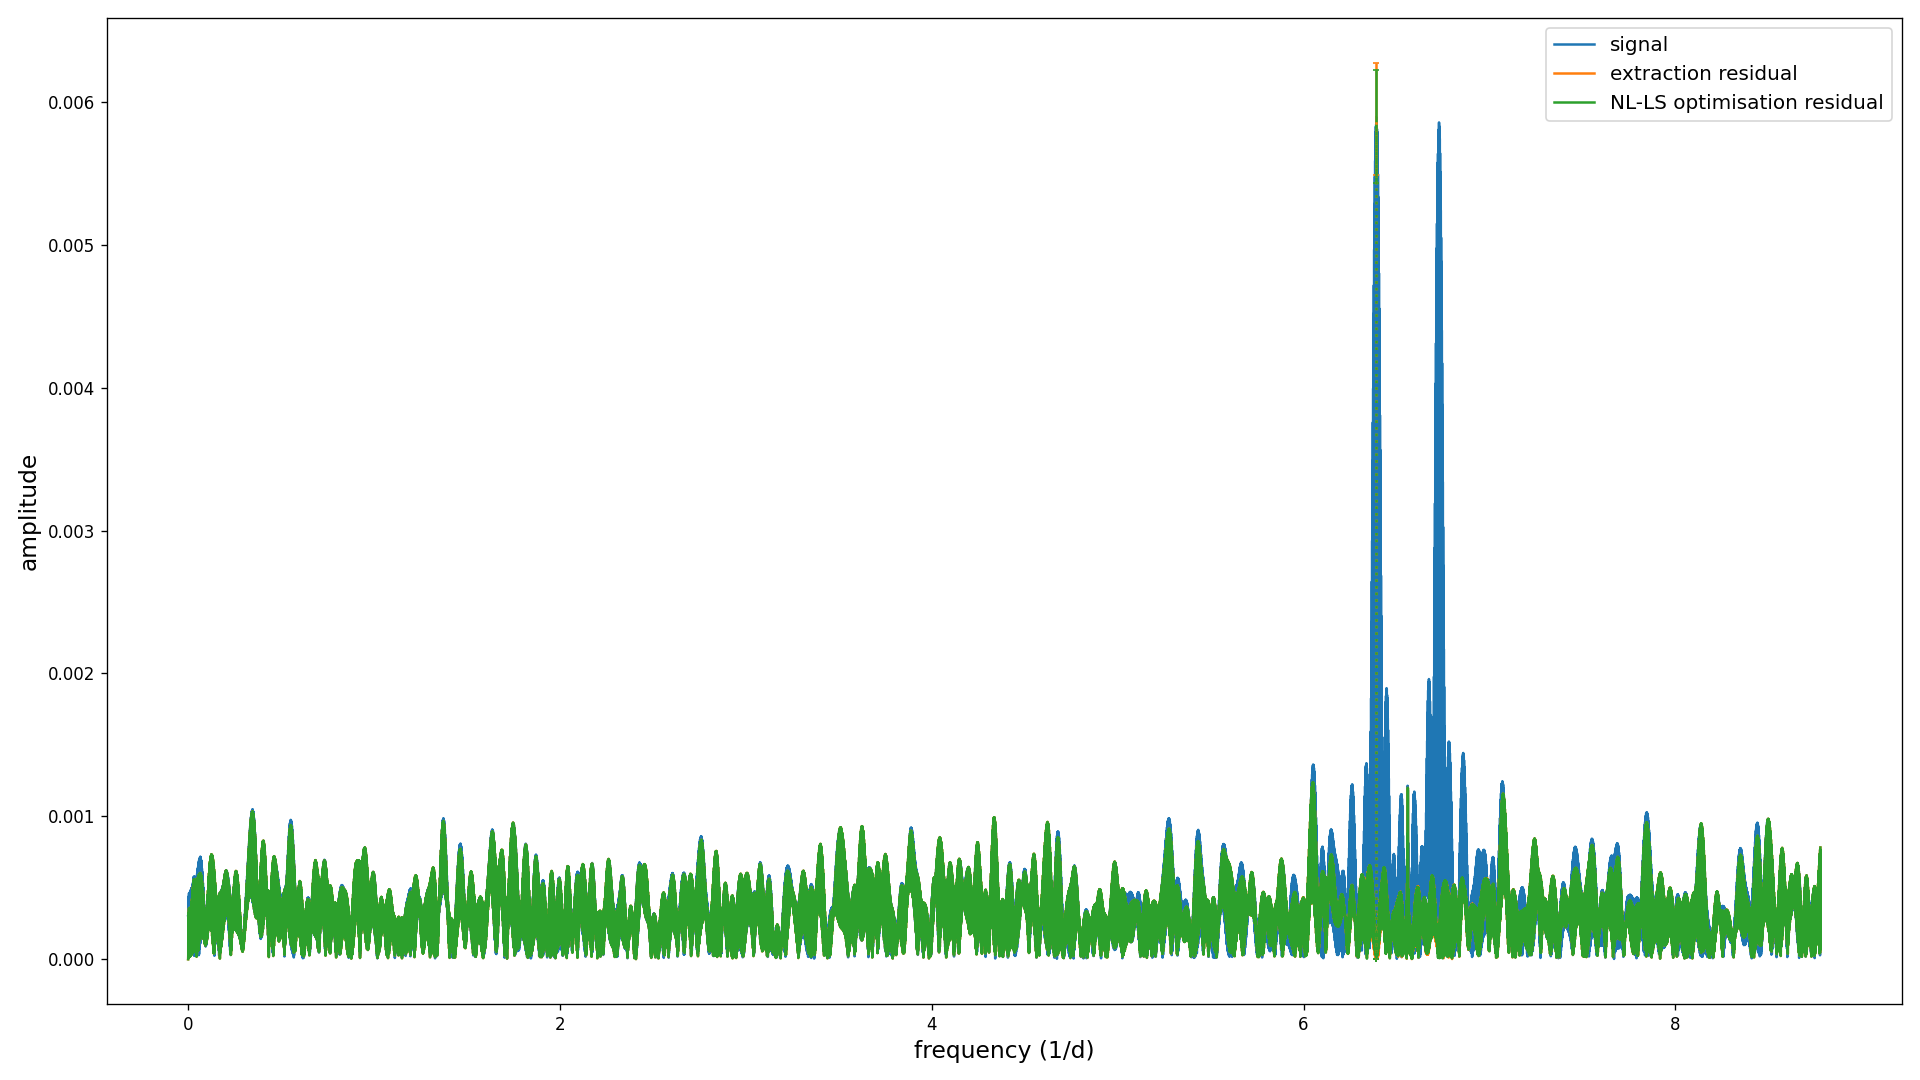 signal
extraction residual
NL-LS optimisation residual
0.006
0.005
0.004
0.003
0.002
0.001
0.000
amplitude
0 2 4 6 8
frequency (1/d)